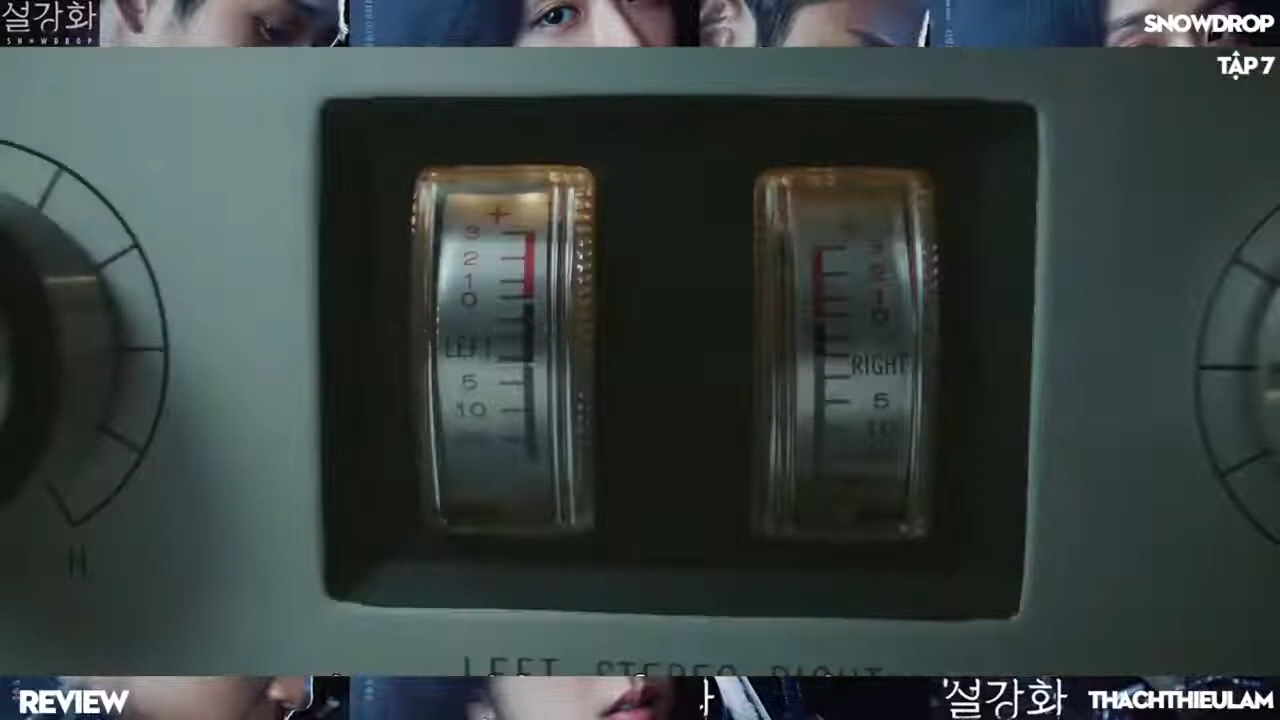 설강화
SNOWDROP
SNOWDROP
TẬP 7
+
3
2
1
0
LEFT
5
10
3
2
1
0
RIGHT
5
10
H
LEFT STEREO RIGHT
REVIEW
설강화
THACHTHIEULAM